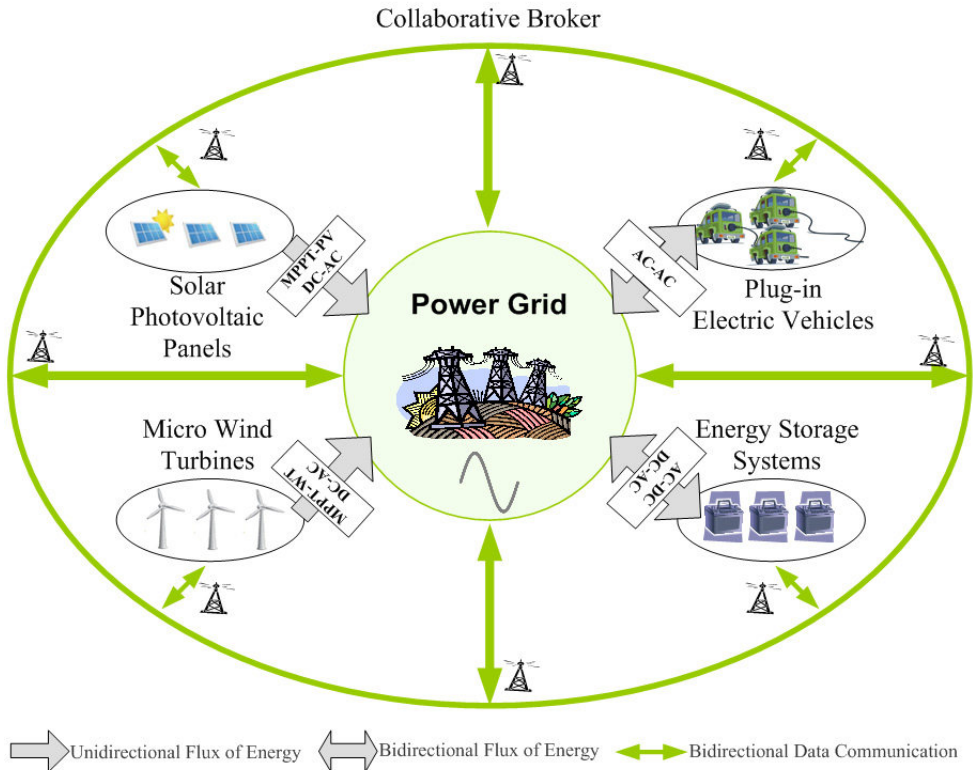 Collaborative Broker
MPPT-PV
DC-AC
AC-AC
Solar
Photovoltaic
Panels
Power Grid
Plug-in
Electric Vehicles
Micro Wind
Turbines
MPPT-WT
DC-AC
Energy Storage
Systems
AC-DC
DC-AC
Unidirectional Flux of Energy
Bidirectional Flux of Energy
Bidirectional Data Communication